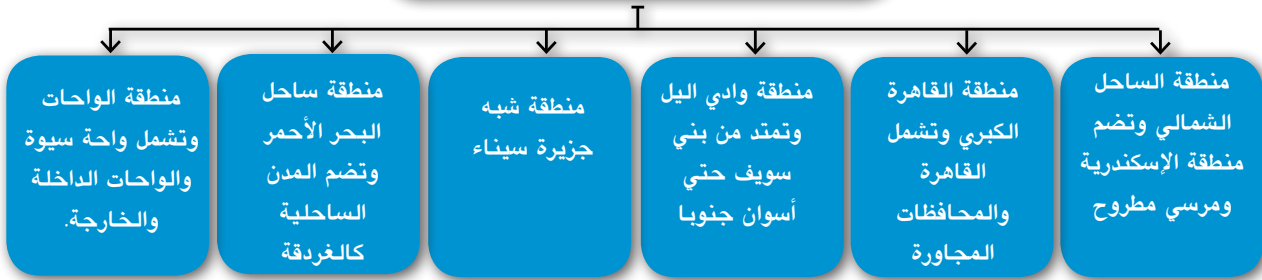 منطقة الساحل
الشمالي وتضم
منطقة الإسكندرية
ومرسي مطروح
منطقة القاهرة
الكبري وتشمل
القاهرة
والمحافظات
المجاورة
منطقة وادي اليل
وتمتد من بني
سويف حتي
أسوان جنوبا
منطقة شبه
جزيرة سيناء
منطقة ساحل
البحر الأحمر
وتضم المدن
الساحلية
كالغردقة
منطقة الواحات
وتشمل واحة سيوة
والواحات الداخلة
والخارجة.